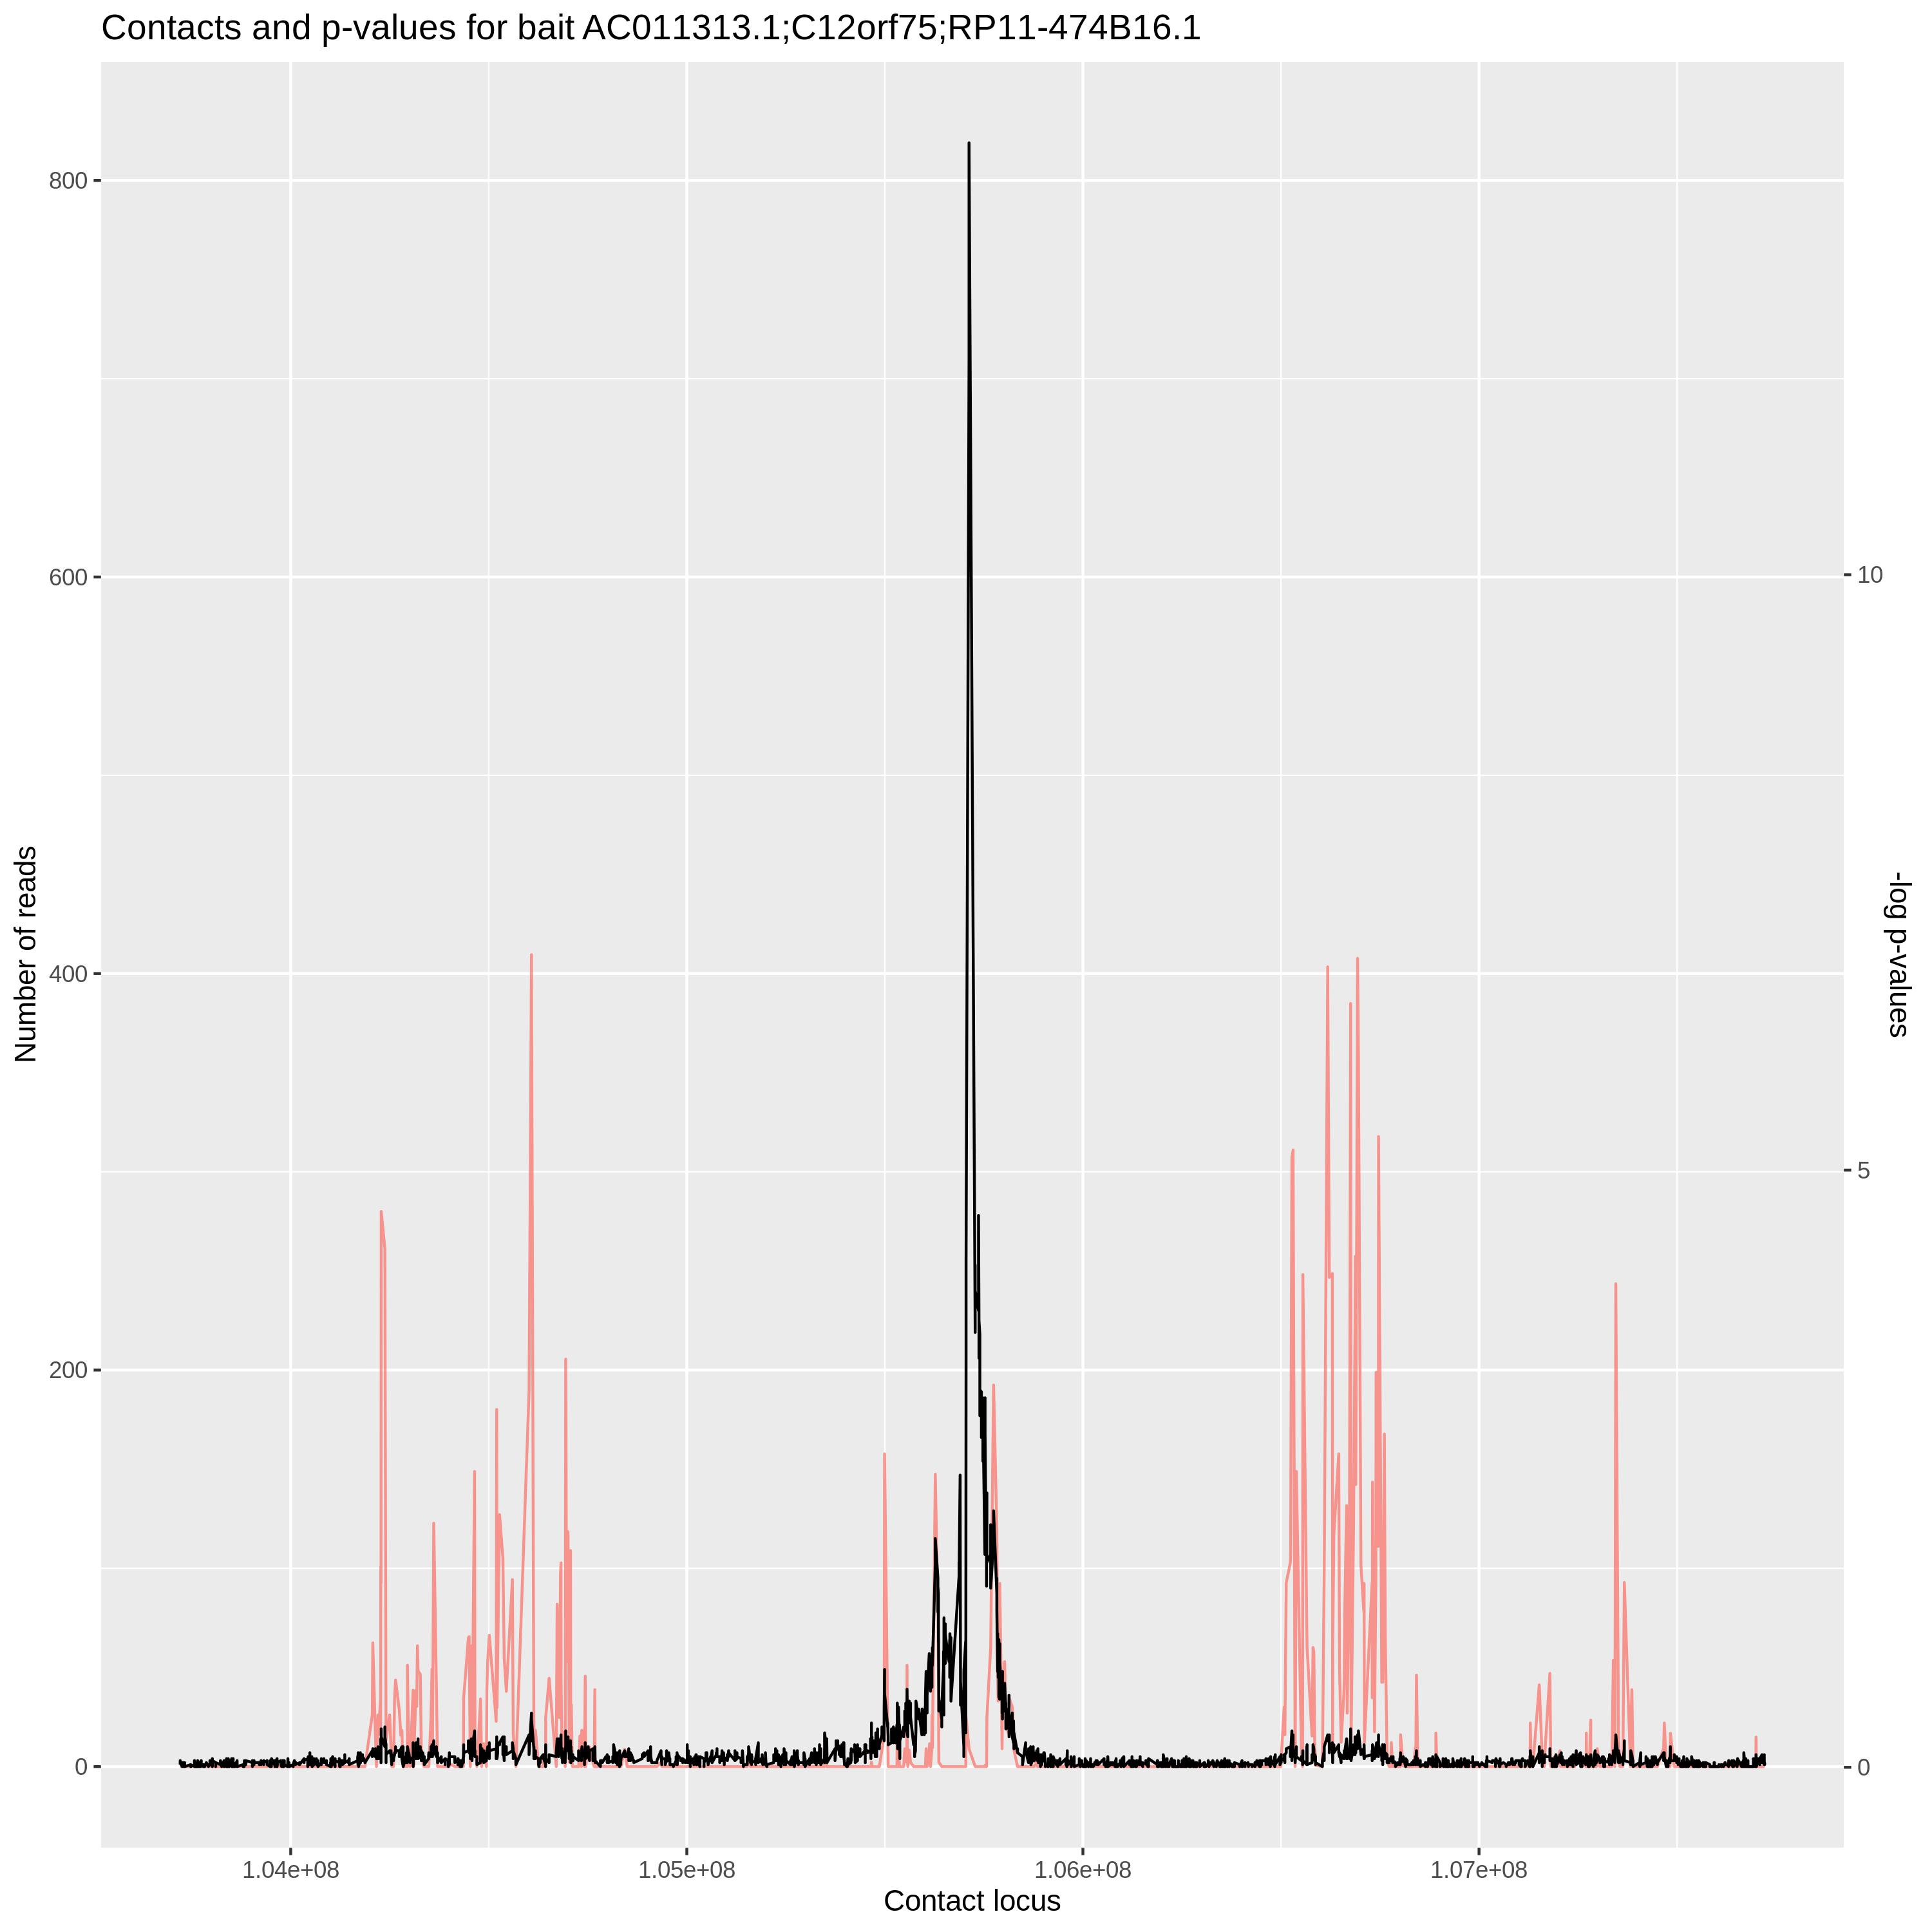 Contacts and p-values for bait AC011313.1;C12orf75;RP11-474B16.1
800
600
400
200
0
Number of reads
10
5
0
-log p-values
1.04e+08
1.05e+08
1.06e+08
1.07e+08
Contact locus